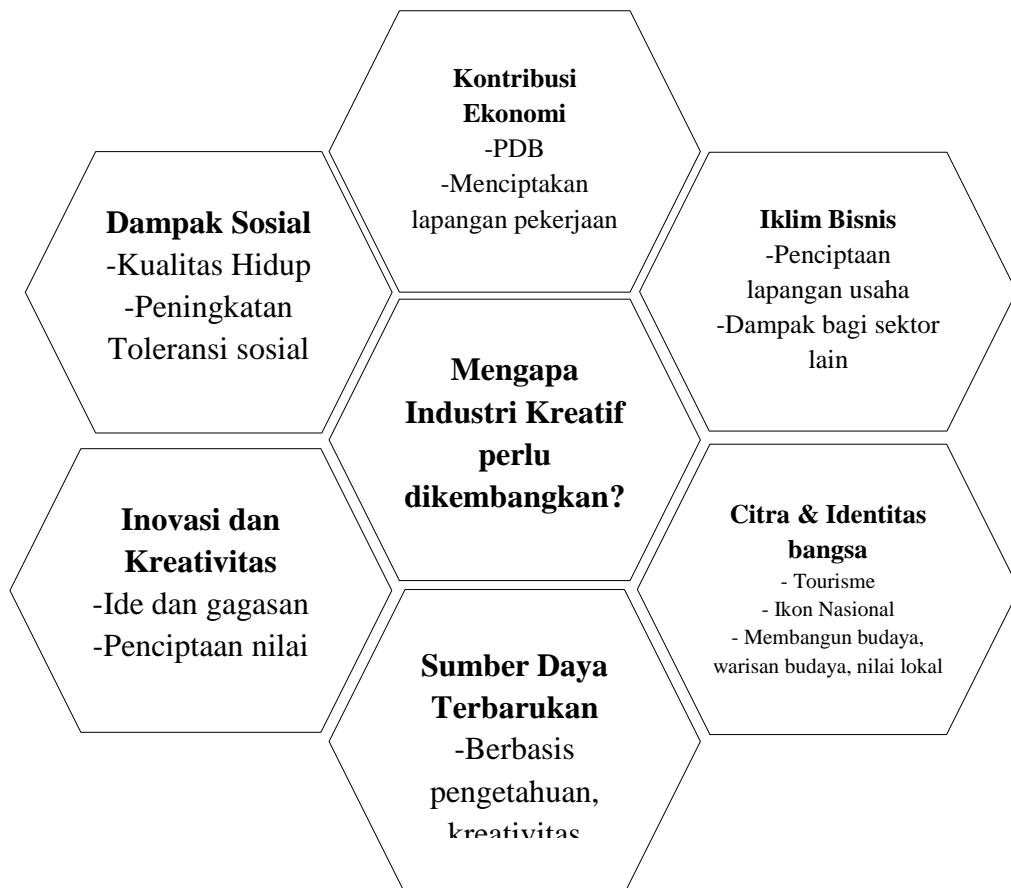 Kontribusi
Ekonomi
-PDB
-Menciptakan
lapangan pekerjaan
Dampak Sosial
-Kualitas Hidup
-Peningkatan
Toleransi sosial
Iklim Bisnis
-Penciptaan
lapangan usaha
-Dampak bagi sektor
lain
Mengapa
Industri Kreatif
perlu
dikembangkan?
Inovasi dan
Kreativitas
-Ide dan gagasan
-Penciptaan nilai
Citra & Identitas
bangsa
- Tourisme
- Ikon Nasional
- Membangun budaya,
warisan budaya, nilai lokal
Sumber Daya
Terbarukan
-Berbasis
pengetahuan,
kreativitas